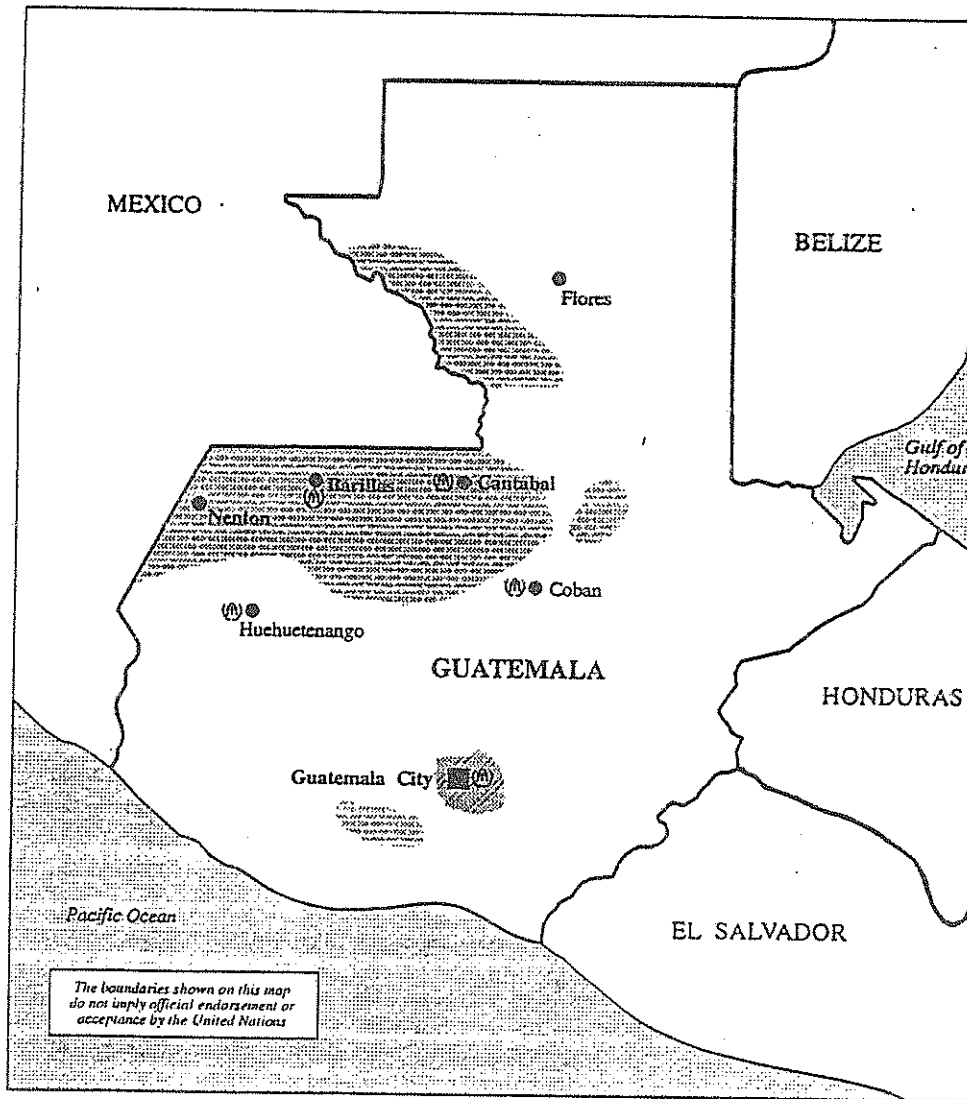 MEXICO
BELIZE
Flores
Gulf of
Hondur
Barillas
Cantabal
Nenton
Coban
Huehuetenango
GUATEMALA
HONDURAS
Guatemala City
Pacific Ocean
EL SALVADOR
The boundaries shown on this map
do not imply official endorsement or
acceptance by the United Nations